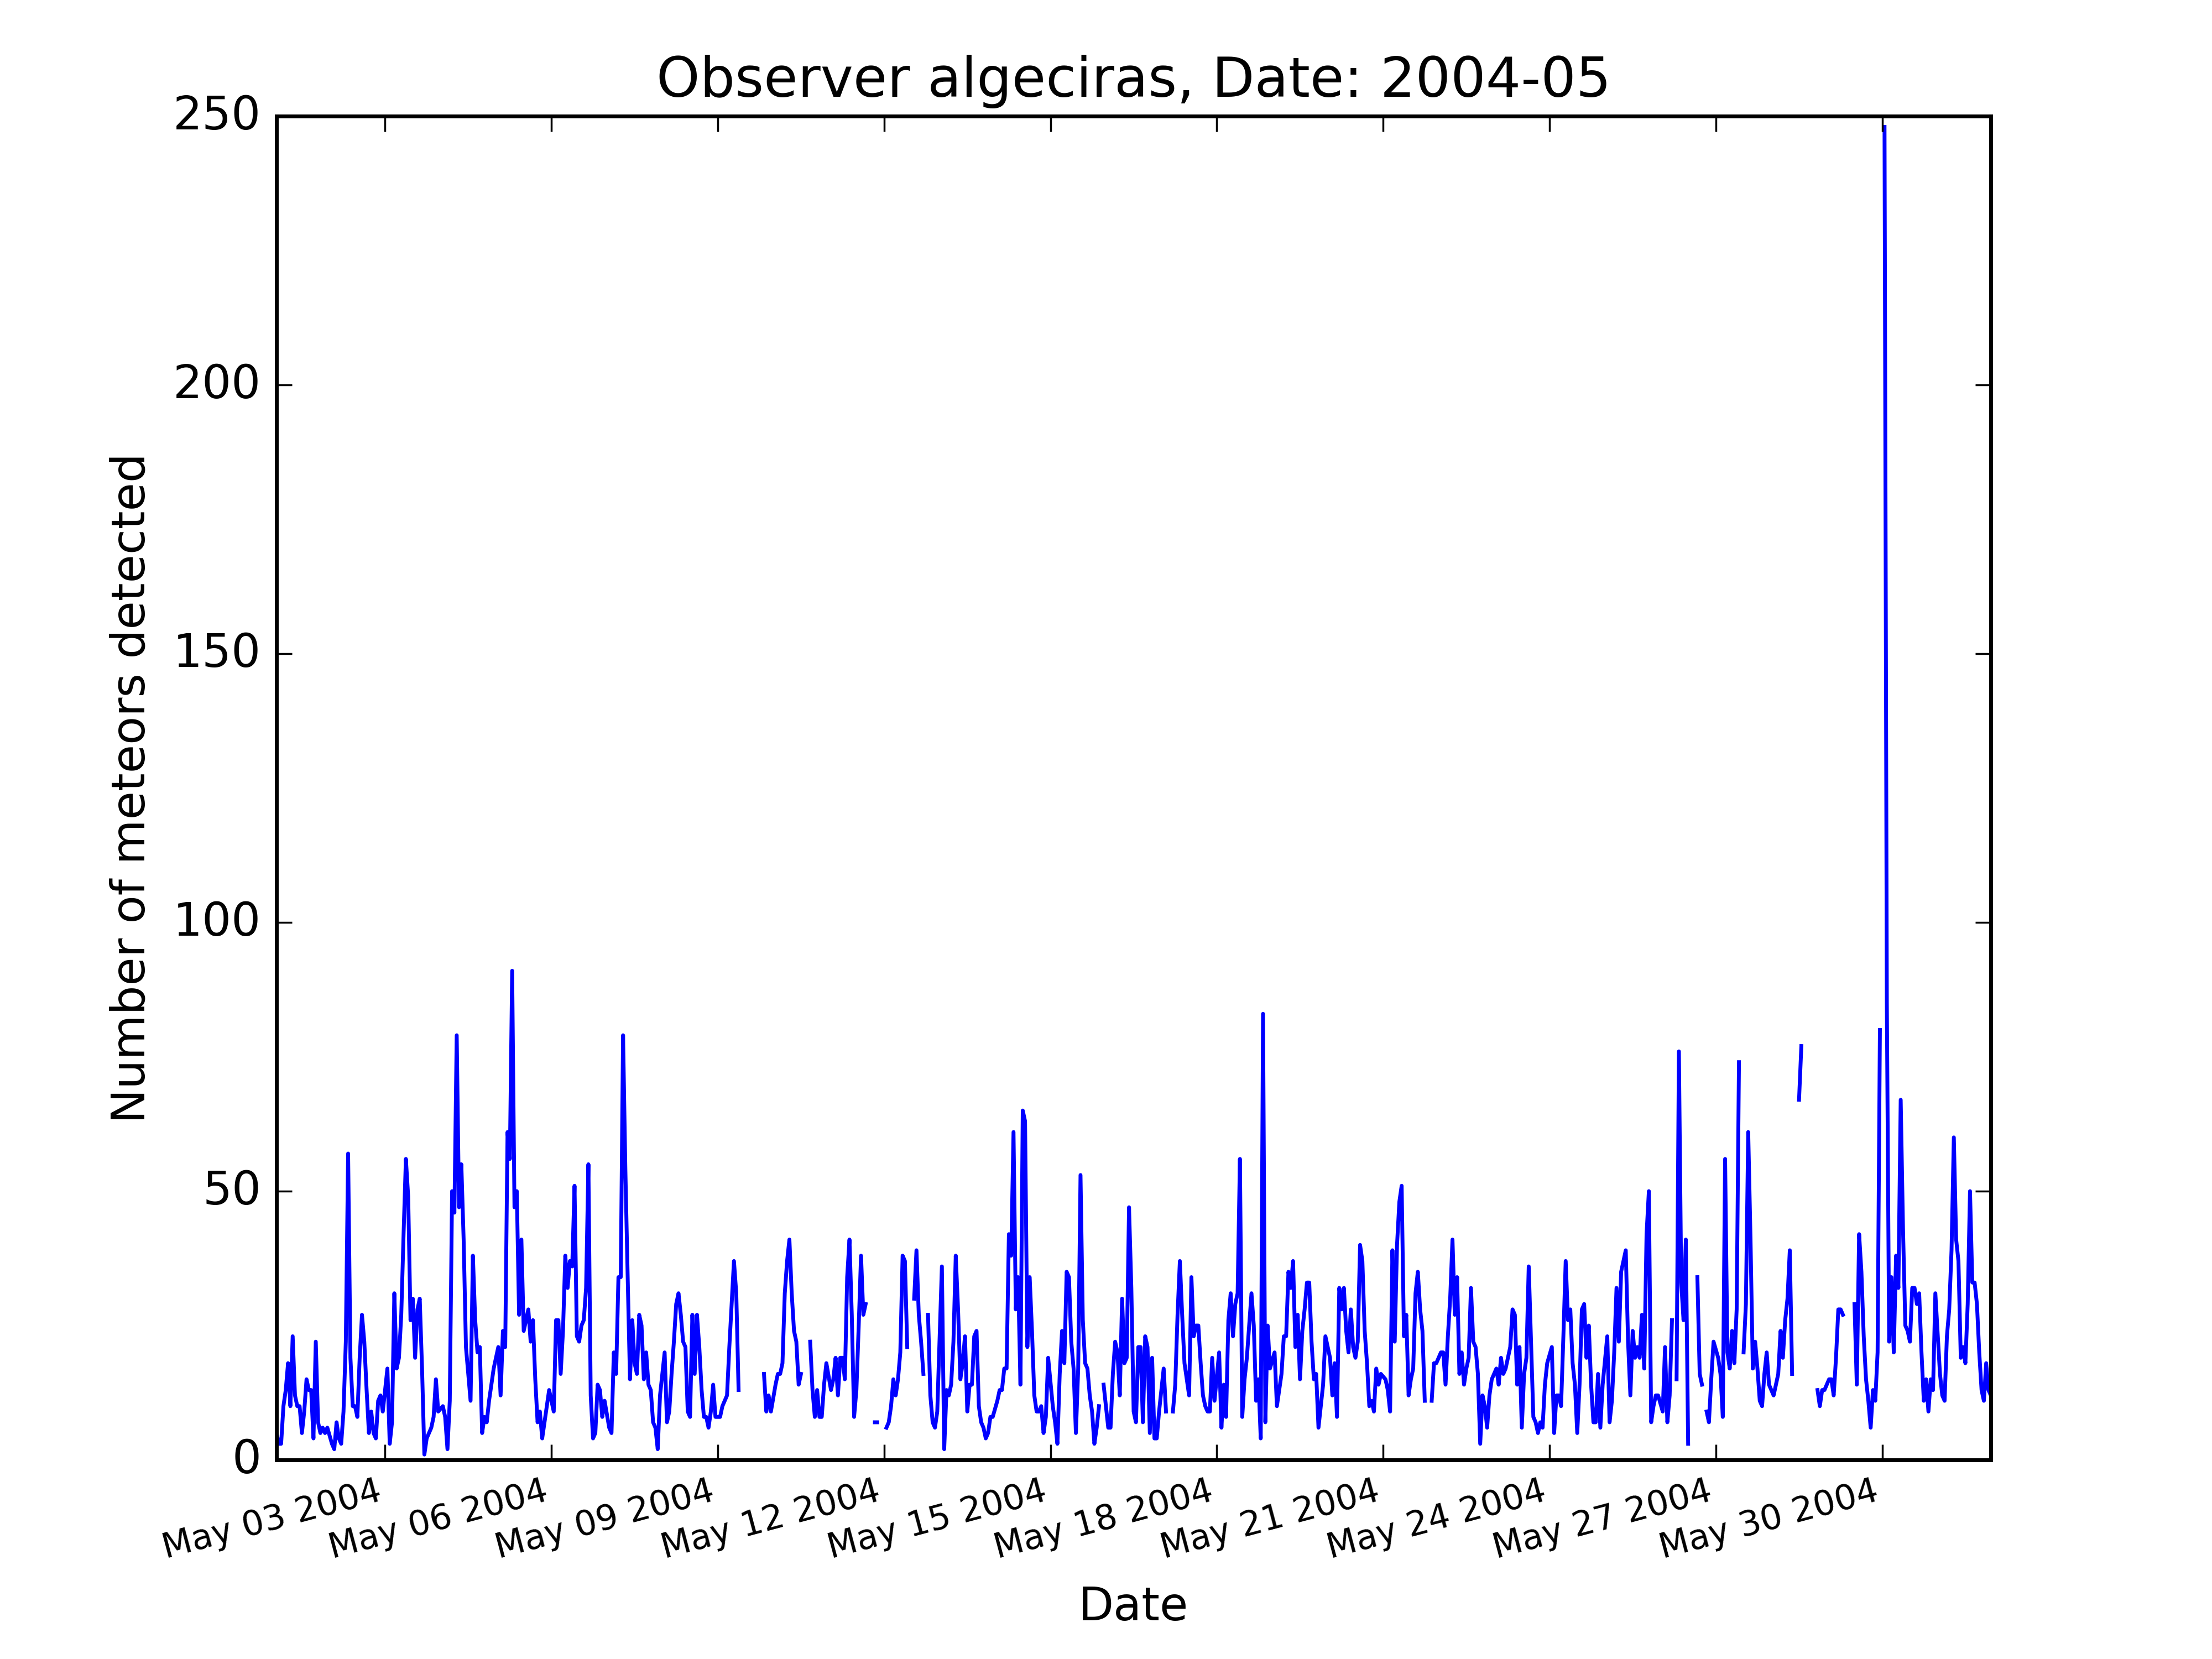 Observer algeciras, Date: 2004-05
250
200
150
100
50
0
Number of meteors detected
May 03 2004
May 06 2004
May 09 2004
May 12 2004
May 15 2004
May 18 2004
May 21 2004
May 24 2004
May 27 2004
May 30 2004
Date